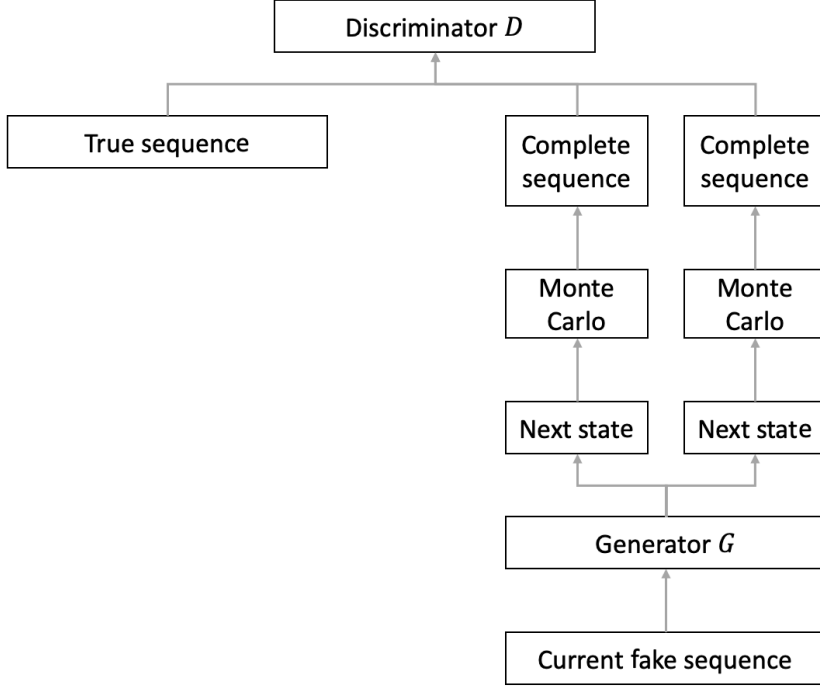 Discriminator D
True sequence
Complete
sequence
Complete
sequence
Monte
Carlo
Monte
Carlo
Next state
Next state
Generator G
Current fake sequence